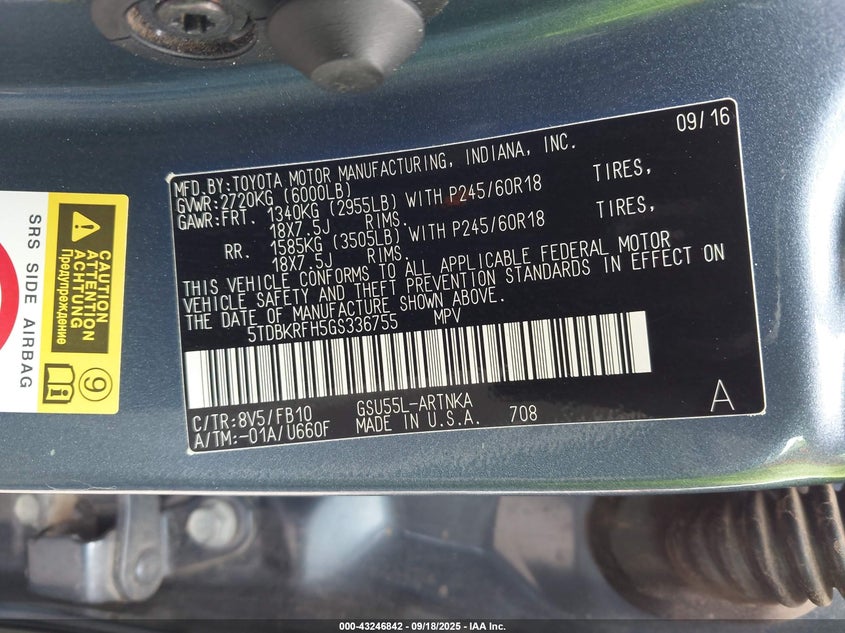 09/16
MFD.BY:TOYOTA MOTOR MANUFACTURING, INDIANA, INC.
GVWR:2720KG (6000LB)
GAWR:FRT. 1340KG (2955LB) WITH P245/60R18 TIRES,
18X7.5J RIMS.
RR. 1585KG (3505LB) WITH P245/60R18 TIRES,
18X7.5J RIMS.
THIS VEHICLE CONFORMS TO ALL APPLICABLE FEDERAL MOTOR
VEHICLE SAFETY AND THEFT PREVENTION STANDARDS IN EFFECT ON
THE DATE OF MANUFACTURE SHOWN ABOVE.
5TDBKRFH5GS336755 MPV
C/TR:8V5/FB10 GSU55L-ARTNKA
A/TM:-01A/U660F MADE IN U.S.A. 708
A
SRS SIDE AIRBAG
CAUTION
ATTENTION
ACHTUNG
Предупреждение
i
9
000-43246842 - 09/18/2025 - IAA Inc.